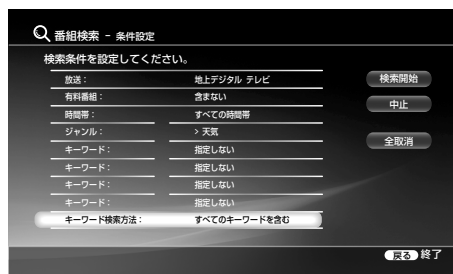 番組検索 - 条件設定
検索条件を設定してください。
放送： 地上デジタル テレビ
有料番組： 含まない
時間帯： すべての時間帯
ジャンル： > 天気
キーワード： 指定しない
キーワード： 指定しない
キーワード： 指定しない
キーワード： 指定しない
キーワード検索方法： すべてのキーワードを含む
検索開始
中止
全取消
戻る 終了